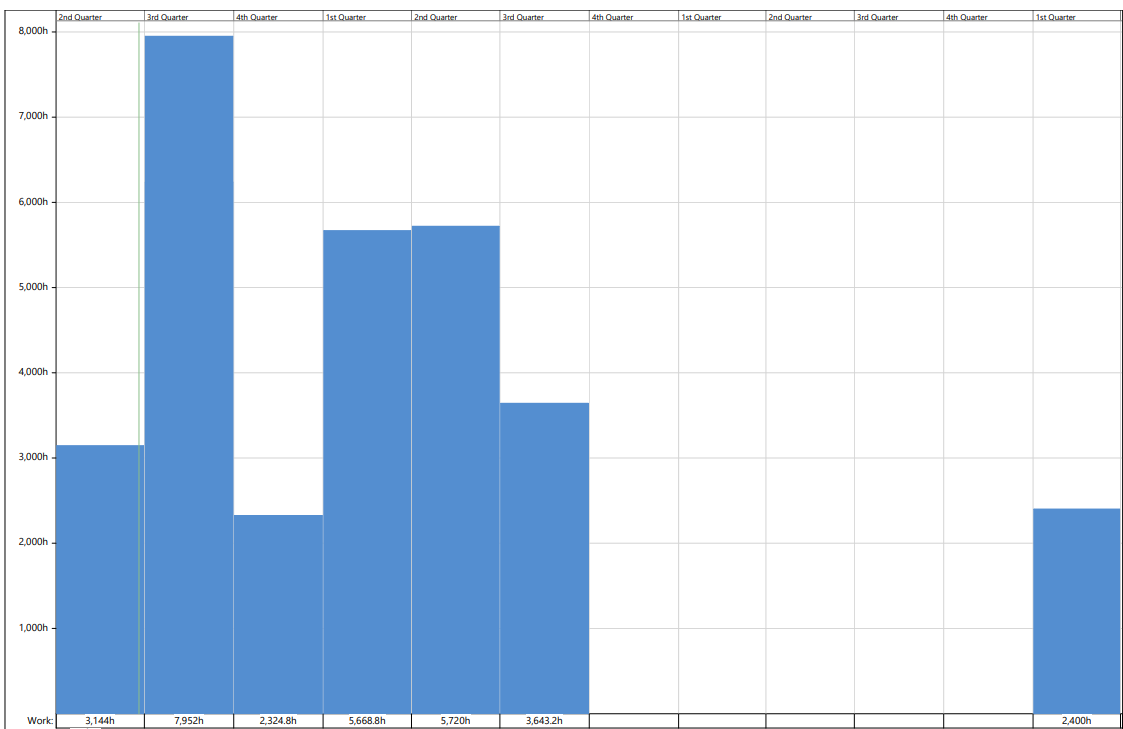 2nd Quarter 3rd Quarter 4th Quarter 1st Quarter 2nd Quarter 3rd Quarter 4th Quarter 1st Quarter 2nd Quarter 3rd Quarter 4th Quarter 1st Quarter
8,000h
7,000h
6,000h
5,000h
4,000h
3,000h
2,000h
1,000h
Work: 3,144h 7,952h 2,324.8h 5,668.8h 5,720h 3,643.2h 2,400h